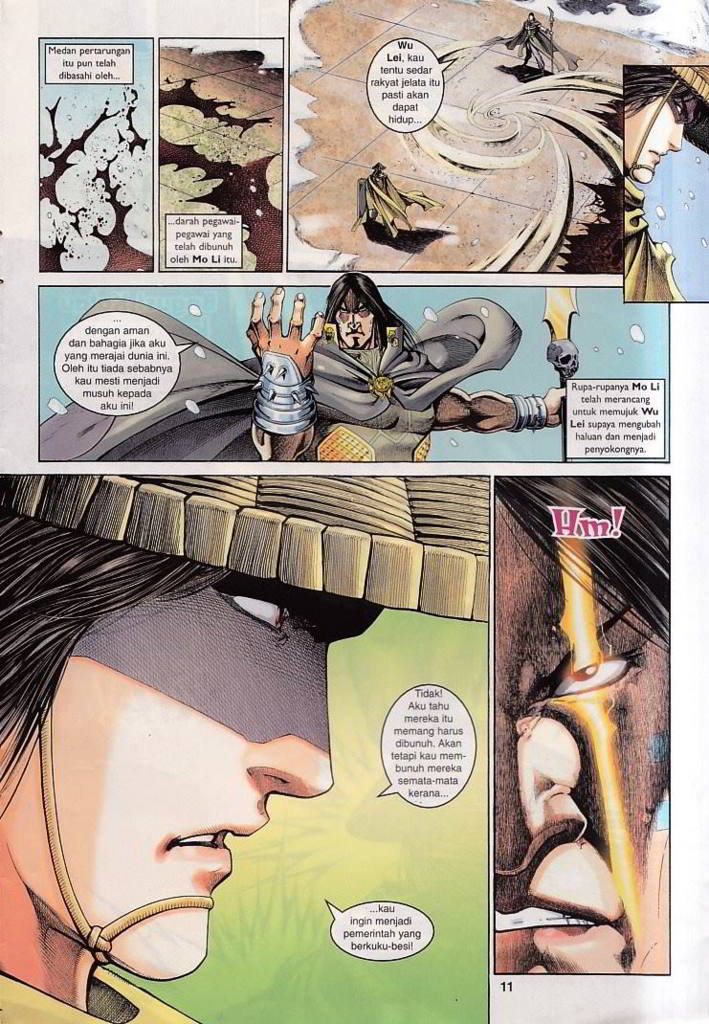 Medan pertarungan
itu pun telah
dibasahi oleh...
...darah pegawai-
pegawai yang
telah dibunuh
oleh Mo Li itu.
Wu
Lei, kau
tentu sedar
rakyat jelata itu
pasti akan
dapat
hidup...
...
dengan aman
dan bahagia jika aku
yang merajai dunia ini.
Oleh itu tiada sebabnya
kau mesti menjadi
musuh kepada
aku ini!
Rupa-rupanya Mo Li
telah merancang
untuk memujuk Wu
Lei supaya mengubah
haluan dan menjadi
penyokongnya.
Tidak!
Aku tahu
mereka itu
memang harus
dibunuh. Akan
tetapi kau mem-
bunuh mereka
semata-mata
kerana...
...kau
ingin menjadi
pemerintah yang
berkuku-besi!
Hm!
11